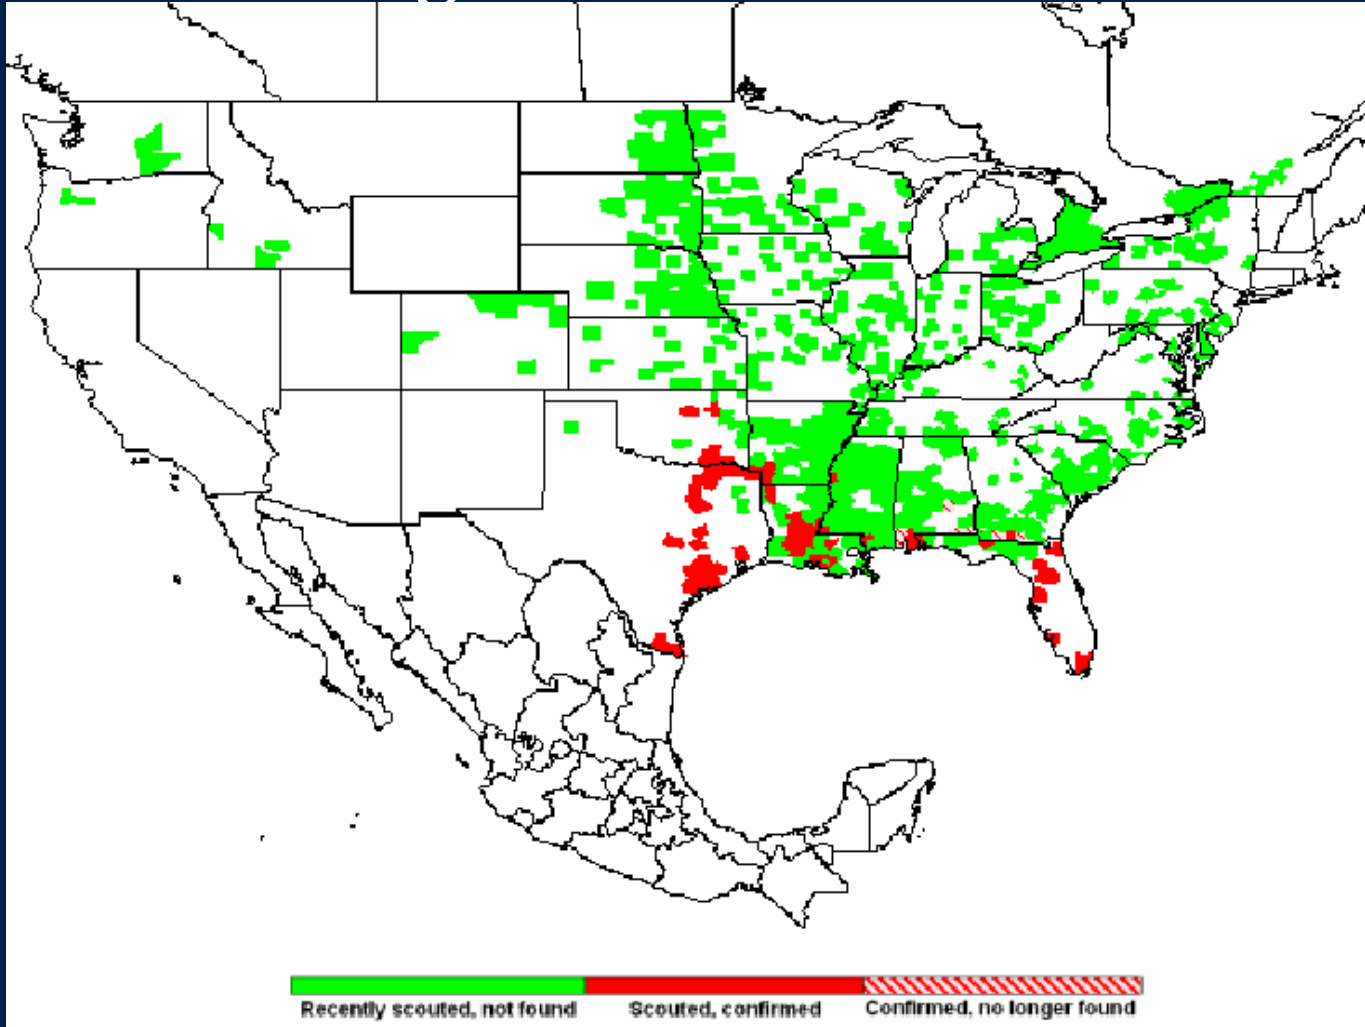 Recently scouted, not found
Scouted, confirmed
Confirmed, no longer found